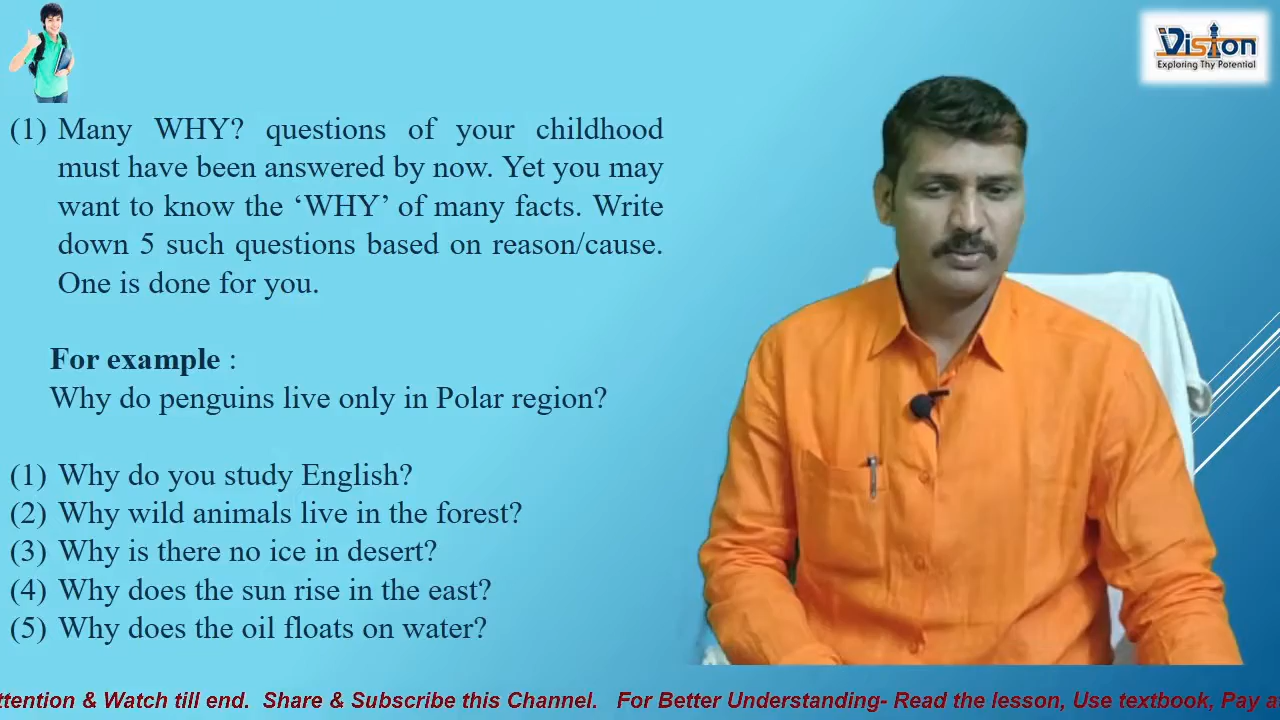 Vision
Exploring Thy Potential
(1) Many WHY? questions of your childhood
must have been answered by now. Yet you may
want to know the ‘WHY’ of many facts. Write
down 5 such questions based on reason/cause.
One is done for you.
For example :
Why do penguins live only in Polar region?
(1) Why do you study English?
(2) Why wild animals live in the forest?
(3) Why is there no ice in desert?
(4) Why does the sun rise in the east?
(5) Why does the oil floats on water?
ttention & Watch till end. Share & Subscribe this Channel. For Better Understanding- Read the lesson, Use textbook, Pay a